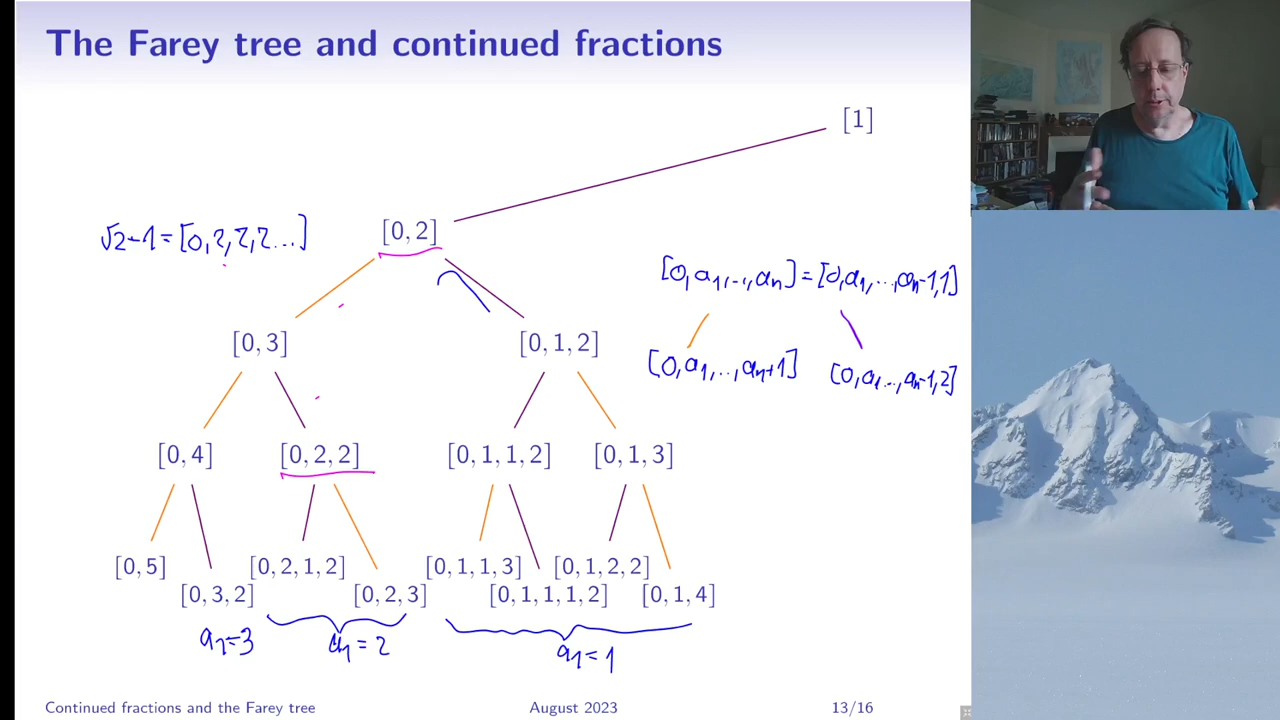 The Farey tree and continued fractions
[1]
√2-1=[0,2,2,2...]
[0, 2]
[0,a1,...,an]=[0,a1,...,an-1,1]
[0, 3]
[0, 1, 2]
[0,a1,..,an+1]
[0,a1...,an-1,2]
[0, 4]
[0, 2, 2]
[0, 1, 1, 2]
[0, 1, 3]
[0, 5]
[0, 2, 1, 2]
[0, 1, 1, 3]
[0, 1, 2, 2]
[0, 3, 2]
[0, 2, 3]
[0, 1, 1, 1, 2]
[0, 1, 4]
a1=3
a1=2
a1=1
Continued fractions and the Farey tree
August 2023
13/16